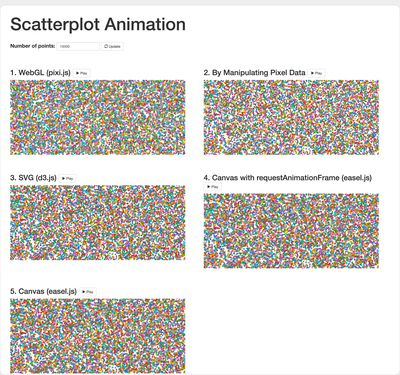 Scatterplot Animation
Number of points: 10000 Update
1. WebGL (pixi.js) Play
2. By Manipulating Pixel Data Play
3. SVG (d3.js) Play
4. Canvas with requestAnimationFrame (easel.js)
Play
5. Canvas (easel.js) Play